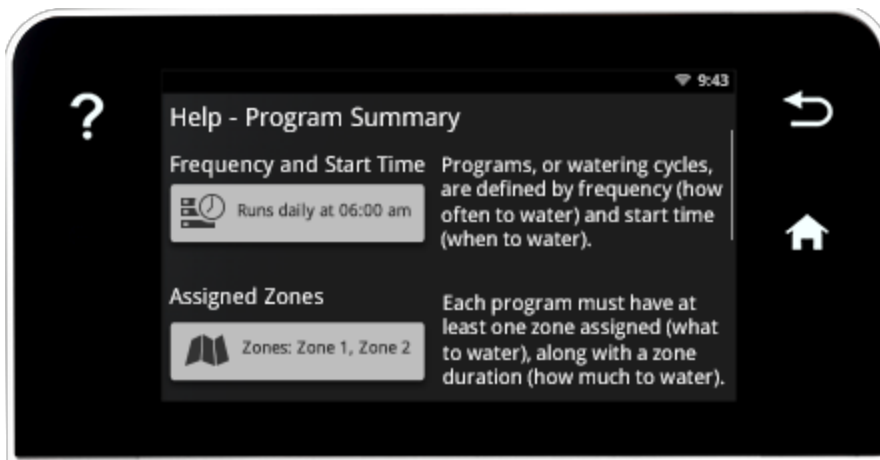 ?
9:43
Help - Program Summary
Frequency and Start Time
Runs daily at 06:00 am
Programs, or watering cycles,
are defined by frequency (how
often to water) and start time
(when to water).
Assigned Zones
Zones: Zone 1, Zone 2
Each program must have at
least one zone assigned (what
to water), along with a zone
duration (how much to water).